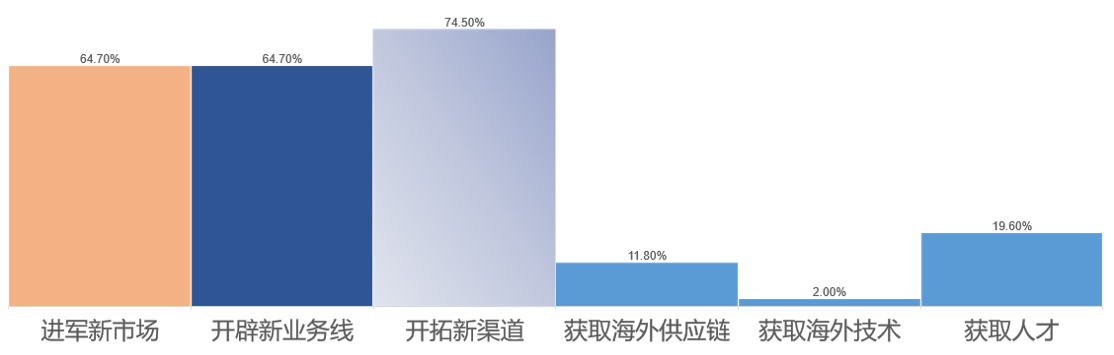 74.50%
64.70%
64.70%
19.60%
11.80%
2.00%
进军新市场
开辟新业务线
开拓新渠道
获取海外供应链
获取海外技术
获取人才